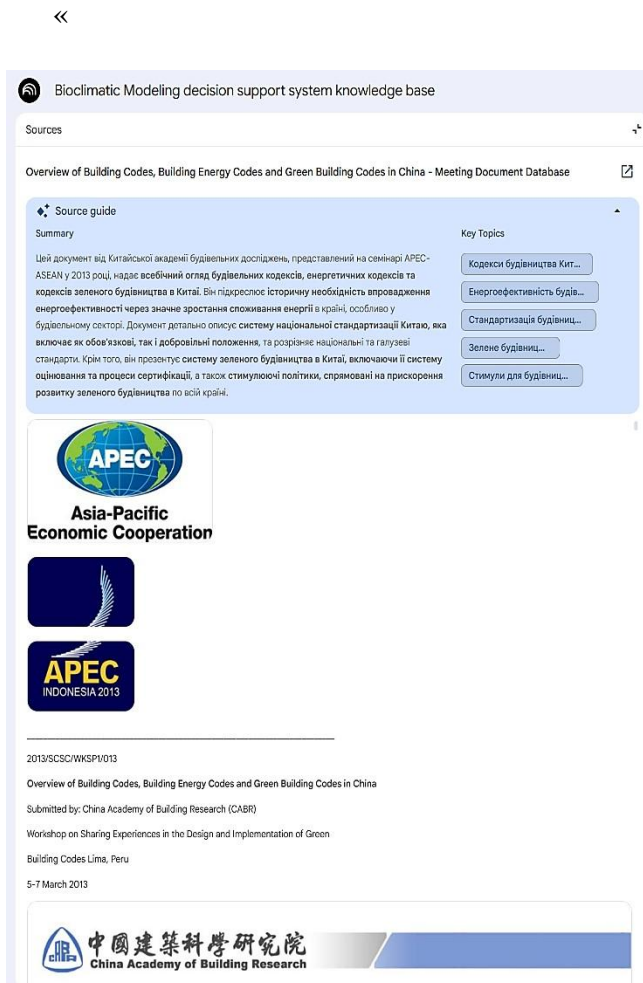 «
Bioclimatic Modeling decision support system knowledge base
Sources
Overview of Building Codes, Building Energy Codes and Green Building Codes in China - Meeting Document Database
Source guide
Summary
Цей документ від Китайської академії будівельних досліджень, представлений на семінарі APEC-
ASEAN у 2013 році, надає всебічний огляд будівельних кодексів, енергетичних кодексів та
кодексів зеленого будівництва в Китаї. Він підкреслює історичну необхідність впровадження
енергоефективності через значне зростання споживання енергії в країні, особливо у
будівельному секторі. Документ детально описує систему національної стандартизації Китаю, яка
включає як обов'язкові, так і добровільні положення, та розрізняє національні та галузеві
стандарти. Крім того, він презентує систему зеленого будівництва в Китаї, включаючи її систему
оцінювання та процеси сертифікації, а також стимулюючі політики, спрямовані на прискорення
розвитку зеленого будівництва по всій країні.
Key Topics
Кодекси будівництва Кит...
Енергоефективність будів...
Стандартизація будівниц...
Зелене будівниц...
Стимули для будівниц...
APEC
Asia-Pacific
Economic Cooperation
APEC
INDONESIA 2013
2013/SCSC/WKSP1/013
Overview of Building Codes, Building Energy Codes and Green Building Codes in China
Submitted by: China Academy of Building Research (CABR)
Workshop on Sharing Experiences in the Design and Implementation of Green
Building Codes Lima, Peru
5-7 March 2013
中國建築科學研究院
China Academy of Building Research